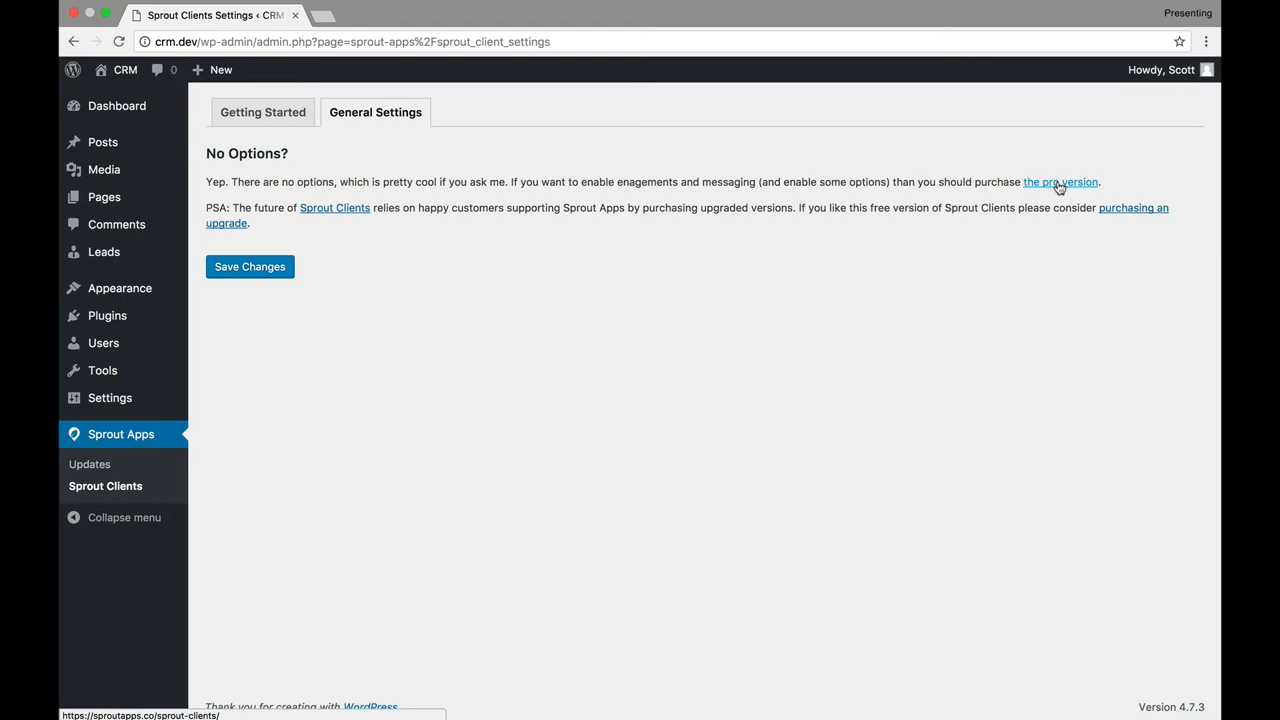 Sprout Clients Settings ‹ CRM
Presenting
crm.dev/wp-admin/admin.php?page=sprout-apps%2Fsprout_client_settings
CRM
0
New
Howdy, Scott
Dashboard
Posts
Media
Pages
Comments
Leads
Appearance
Plugins
Users
Tools
Settings
Sprout Apps
Updates
Sprout Clients
Collapse menu
Getting Started
General Settings
No Options?
Yep. There are no options, which is pretty cool if you ask me. If you want to enable enagements and messaging (and enable some options) than you should purchase the pro version.
PSA: The future of Sprout Clients relies on happy customers supporting Sprout Apps by purchasing upgraded versions. If you like this free version of Sprout Clients please consider purchasing an
upgrade.
Save Changes
Thank you for creating with WordPress
Version 4.7.3
https://sproutapps.co/sprout-clients/